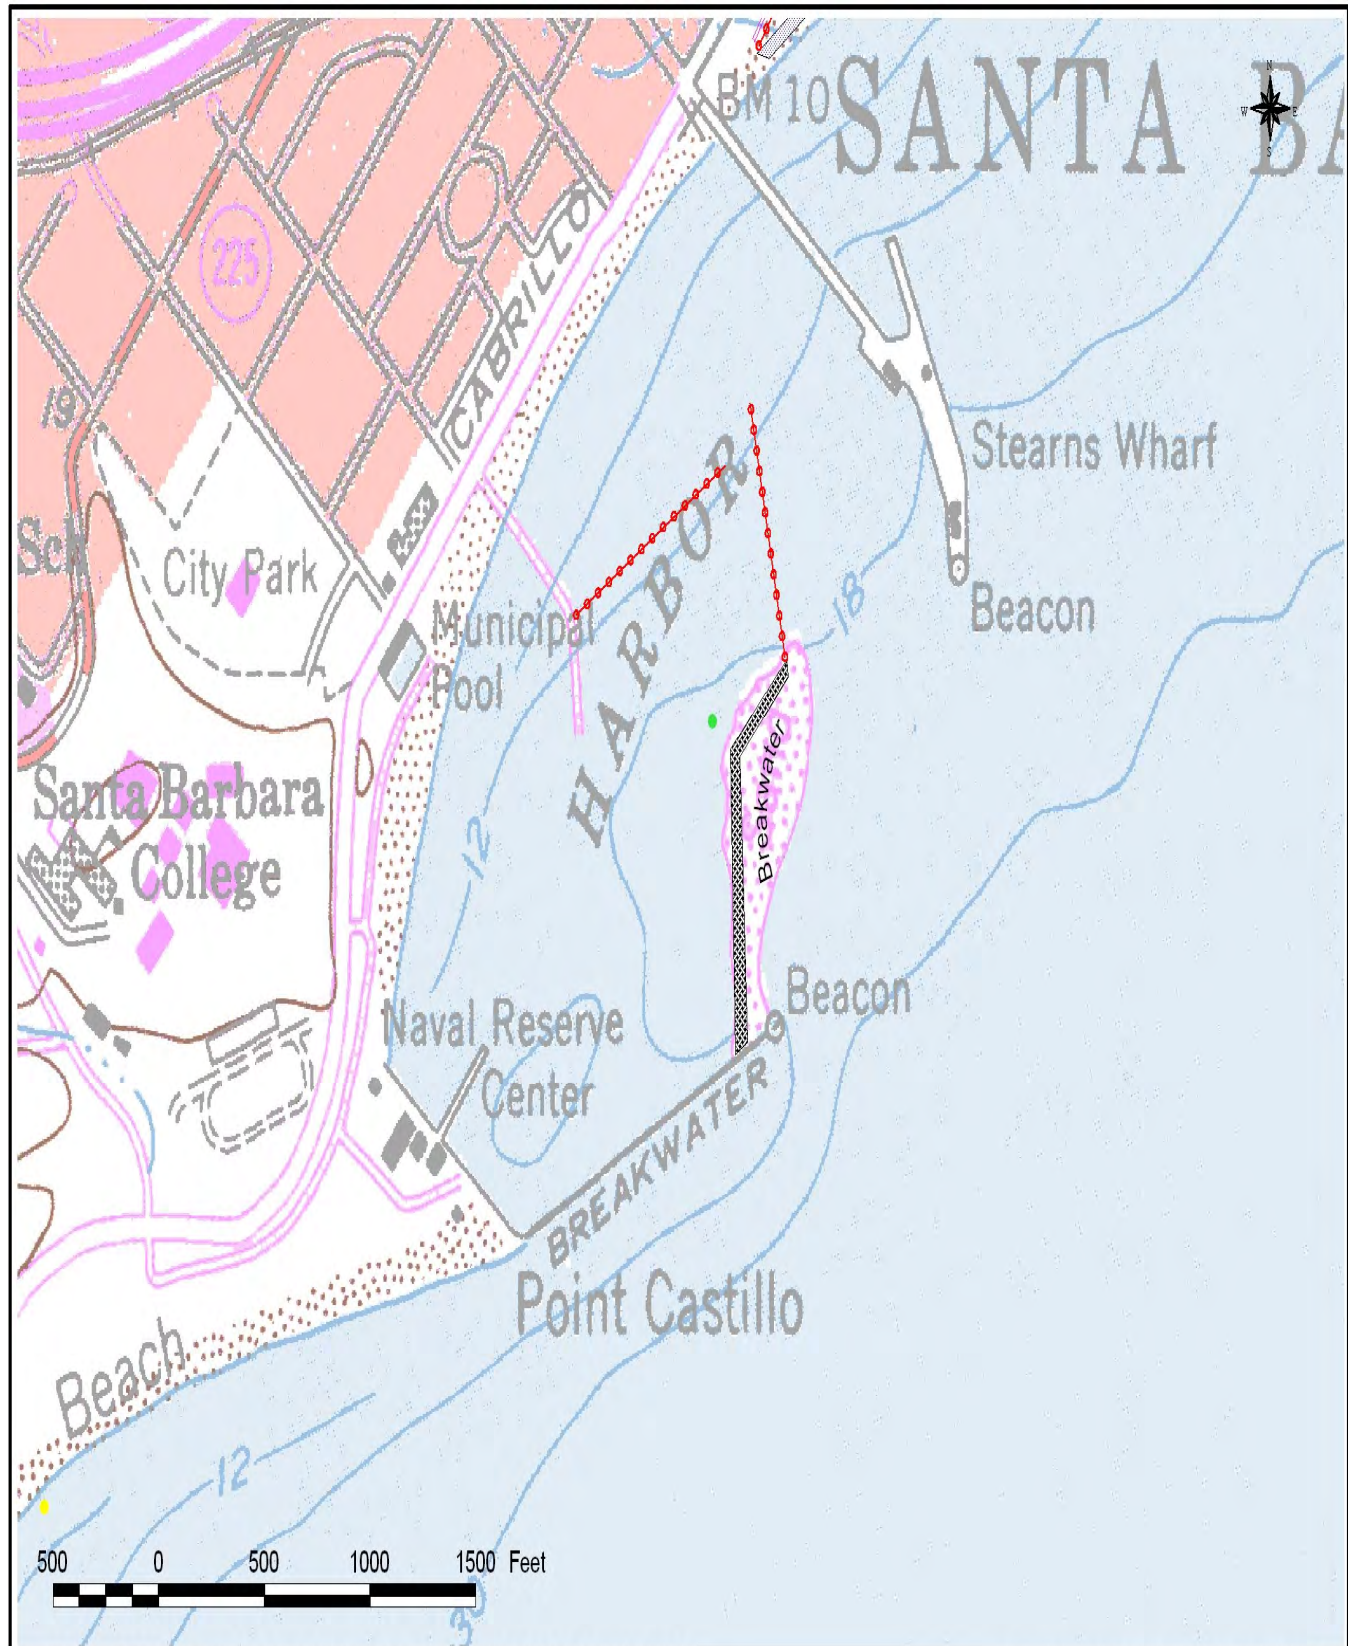 BM 10
SANTA BA
N
W
E
S
225
CABRILLO
19
Stearns Wharf
HARBOR
Sch
City Park
Beacon
18
Municipal
Pool
Breakwater
Santa Barbara
College
12
Beacon
Naval Reserve
Center
BREAKWATER
Point Castillo
Beach
12
500 0 500 1000 1500 Feet